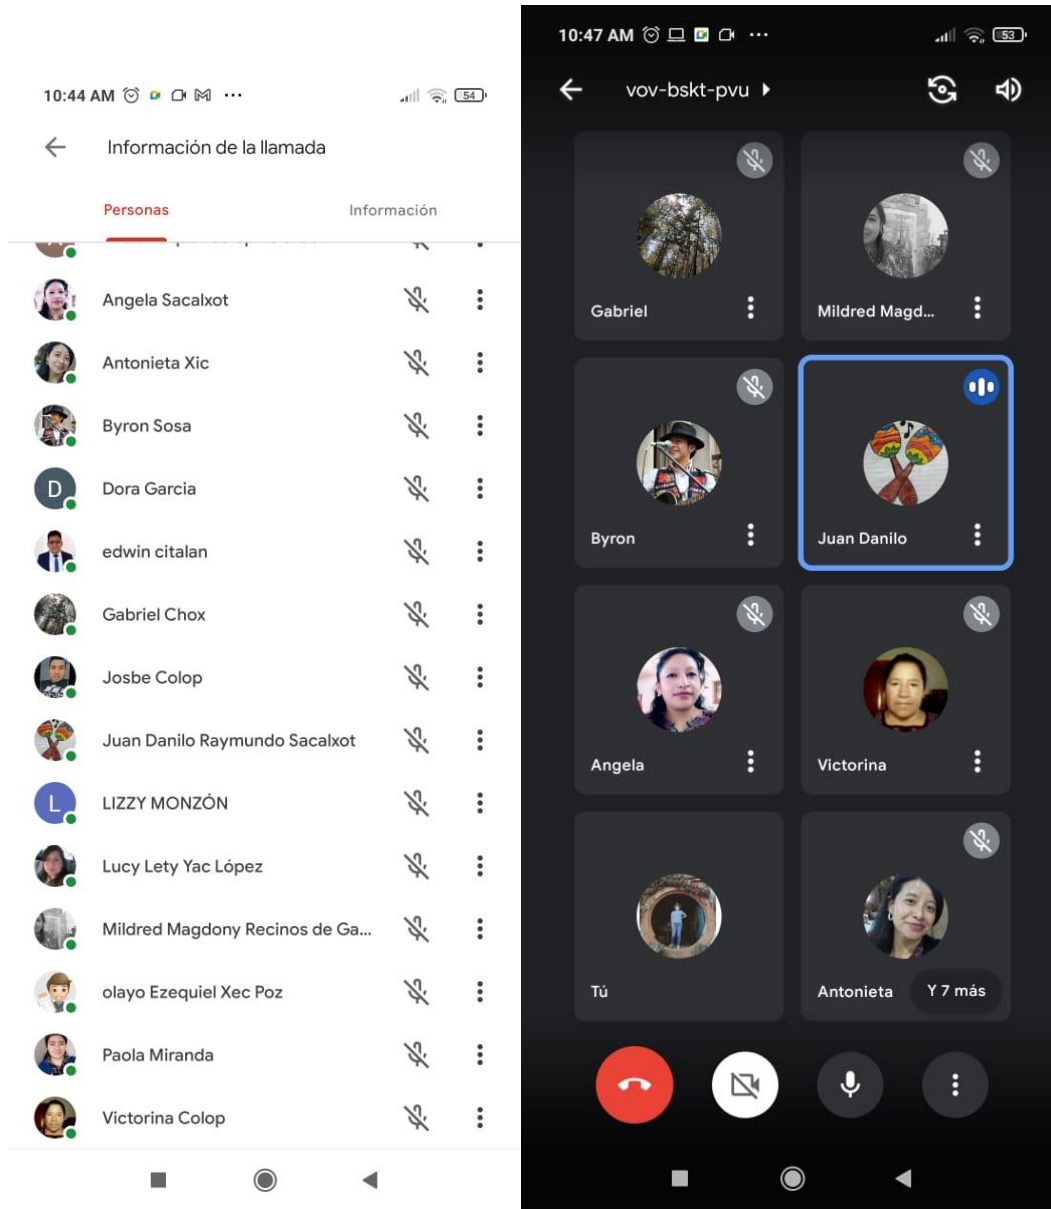 10:44 AM
54
Información de la llamada
Personas
Información
Angela Sacalxot
Antonieta Xic
Byron Sosa
D
Dora Garcia
edwin citalan
Gabriel Chox
Josbe Colop
Juan Danilo Raymundo Sacalxot
L
LIZZY MONZÓN
Lucy Lety Yac López
Mildred Magdony Recinos de Ga...
olayo Ezequiel Xec Poz
Paola Miranda
Victorina Colop
10:47 AM
53
vov-bskt-pvu
Gabriel
Mildred Magd...
Byron
Juan Danilo
Angela
Victorina
Tú
Antonieta
Y 7 más